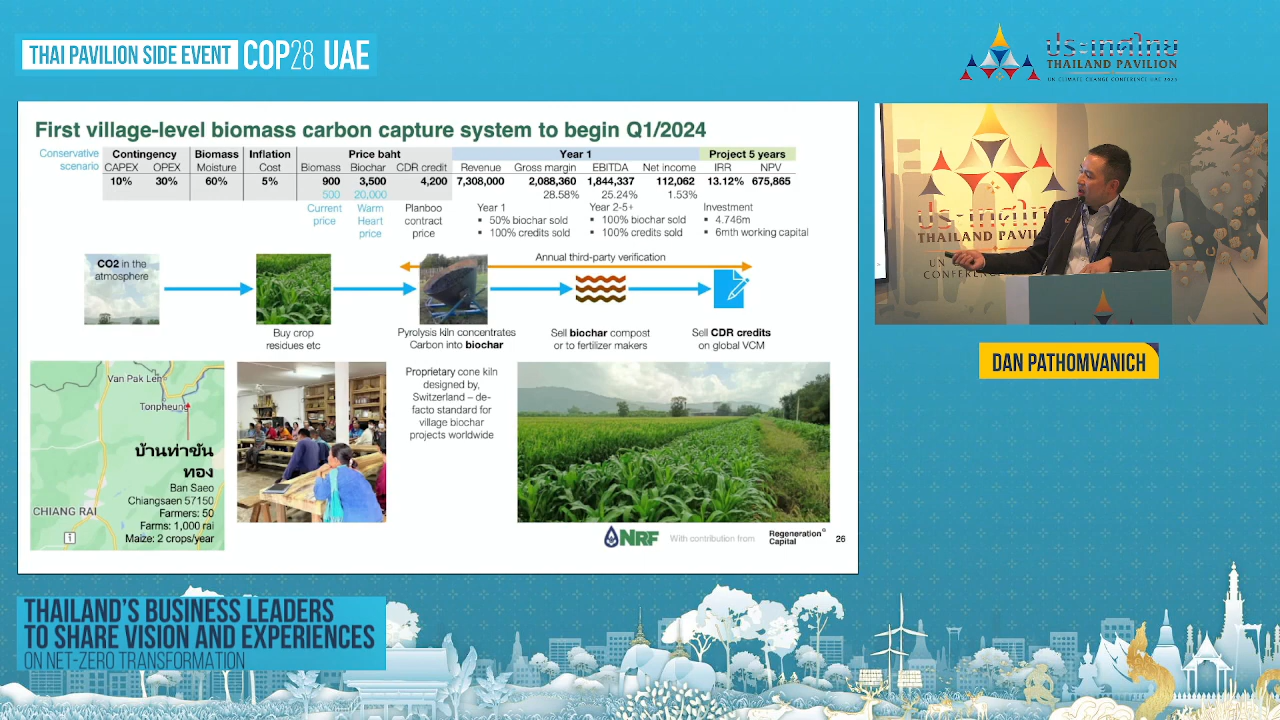 THAI PAVILION SIDE EVENT COP28 UAE
ประเทศไทย
THAILAND PAVILION
UN CLIMATE CHANGE CONFERENCE UAE 2023
First village-level biomass carbon capture system to begin Q1/2024
Conservative scenario
Contingency Biomass Inflation Price baht Year 1 Project 5 years
CAPEX OPEX Moisture Cost Biomass Biochar CDR credit Revenue Gross margin EBITDA Net income IRR NPV
10% 30% 60% 5% 900 3,500 4,200 7,308,000 2,088,360 1,844,337 112,062 13.12% 675,865
500 20,000 28.58% 25.24% 1.53%
Current
price
Warm
Heart
price
Planboo
contract
price
Year 1
▪ 50% biochar sold
▪ 100% credits sold
Year 2-5+
▪ 100% biochar sold
▪ 100% credits sold
Investment
▪ 4.746m
▪ 6mth working capital
Annual third-party verification
CO2 in the
atmosphere
Buy crop
residues etc
Pyrolysis kiln concentrates
Carbon into biochar
Sell biochar compost
or to fertilizer makers
Sell CDR credits
on global VCM
Van Pak Len
Tonpheung
บ้านท่าขัน
ทอง
Ban Saeo
Chiangsaen 57150
Farmers: 50
Farms: 1,000 rai
Maize: 2 crops/year
CHIANG RAI
Proprietary cone kiln
designed by,
Switzerland – de-
facto standard for
village biochar
projects worldwide
NRF
With contribution from
Regeneration
Capital
26
THAILAND PAVILI
UN
CONFERENCE
DAN PATHOMVANICH
THAILAND'S BUSINESS LEADERS
TO SHARE VISION AND EXPERIENCES
ON NET-ZERO TRANSFORMATION